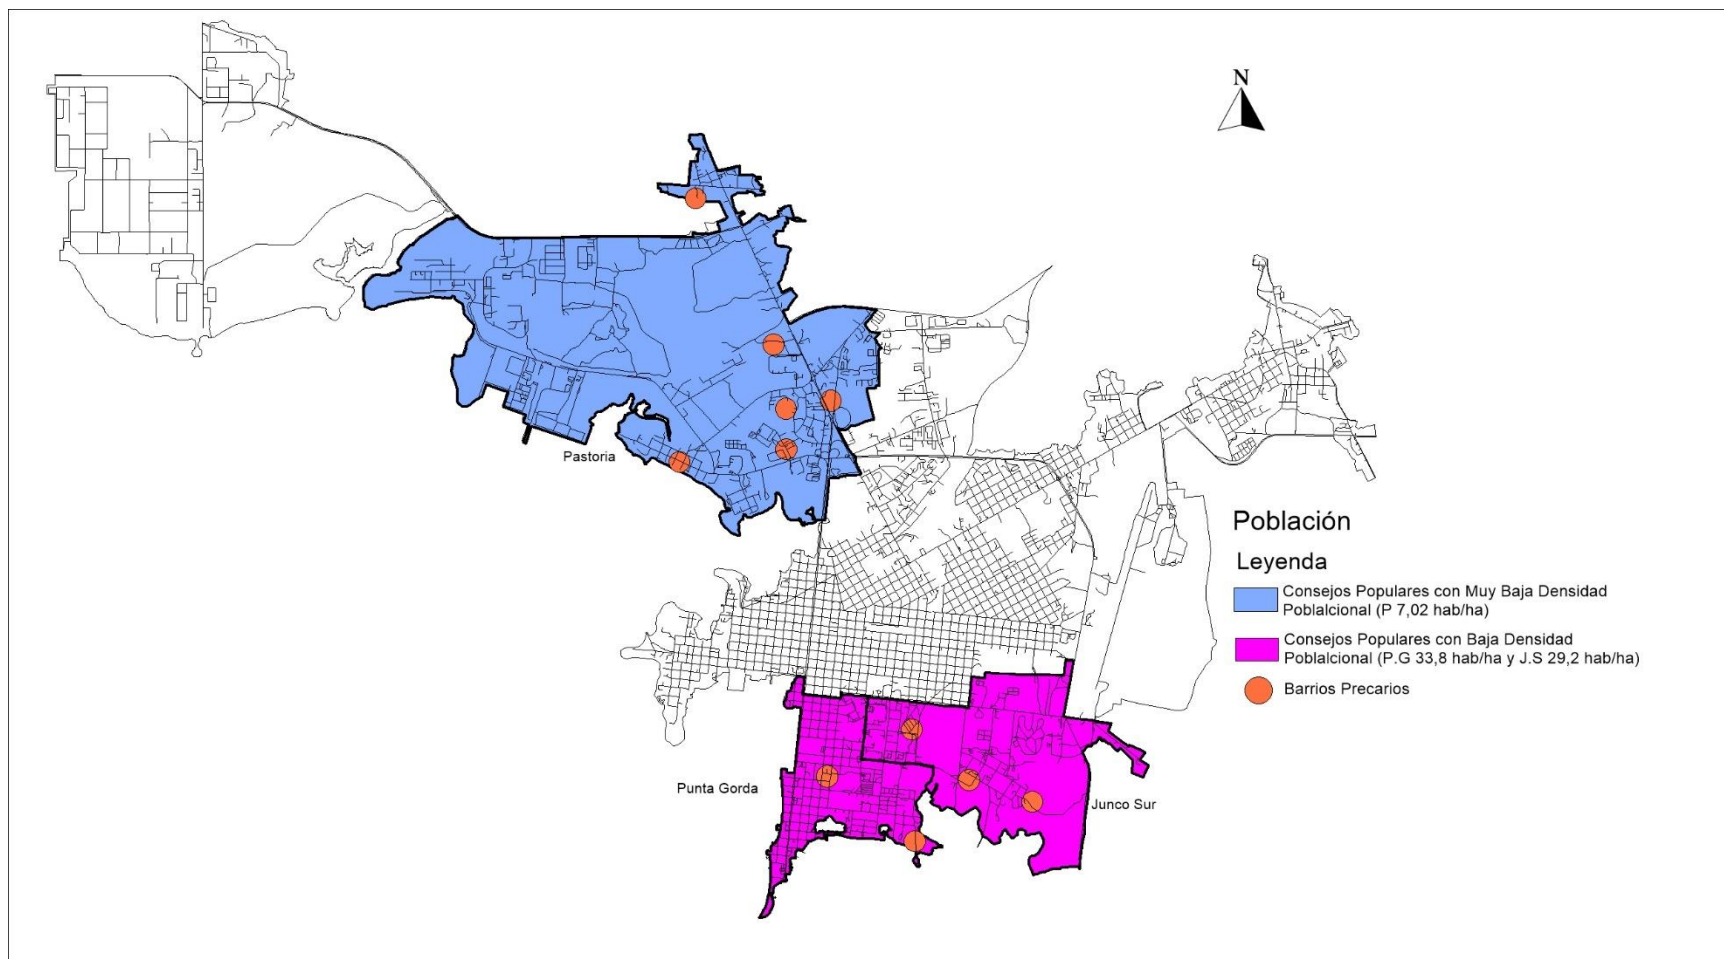 N
Pastoria
Población
Leyenda
Consejos Populares con Muy Baja Densidad
Poblalcional (P 7,02 hab/ha)
Consejos Populares con Baja Densidad
Poblalcional (P.G 33,8 hab/ha y J.S 29,2 hab/ha)
Barrios Precarios
Punta Gorda
Junco Sur